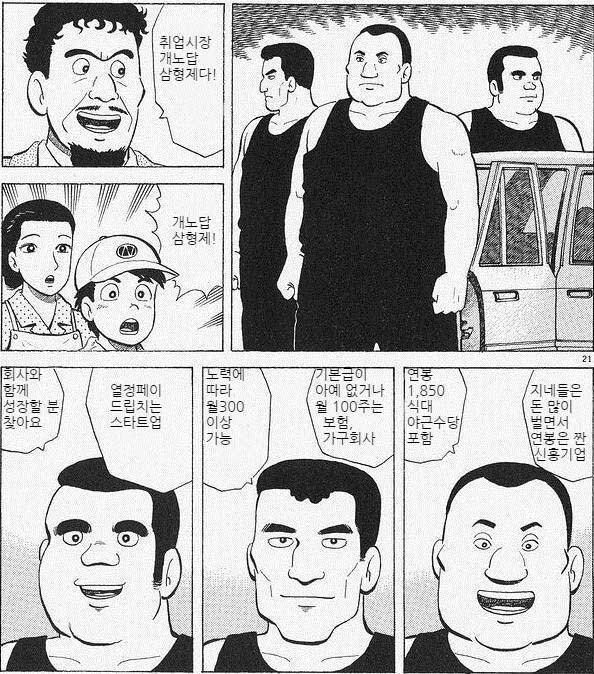 취업시장
개노답
삼형제다!
개노답
삼형제!
21
회사와
함께
성장할 분
찾아요
열정페이
드립치는
스타트업
노력에
따라
월300
이상
가능
기본급이
아예 없거나
월 100주는
보험,
가구회사
연봉
1,850
식대
야근수당
포함
지네들은
돈 많이
벌면서
연봉은 짠
신흥기업